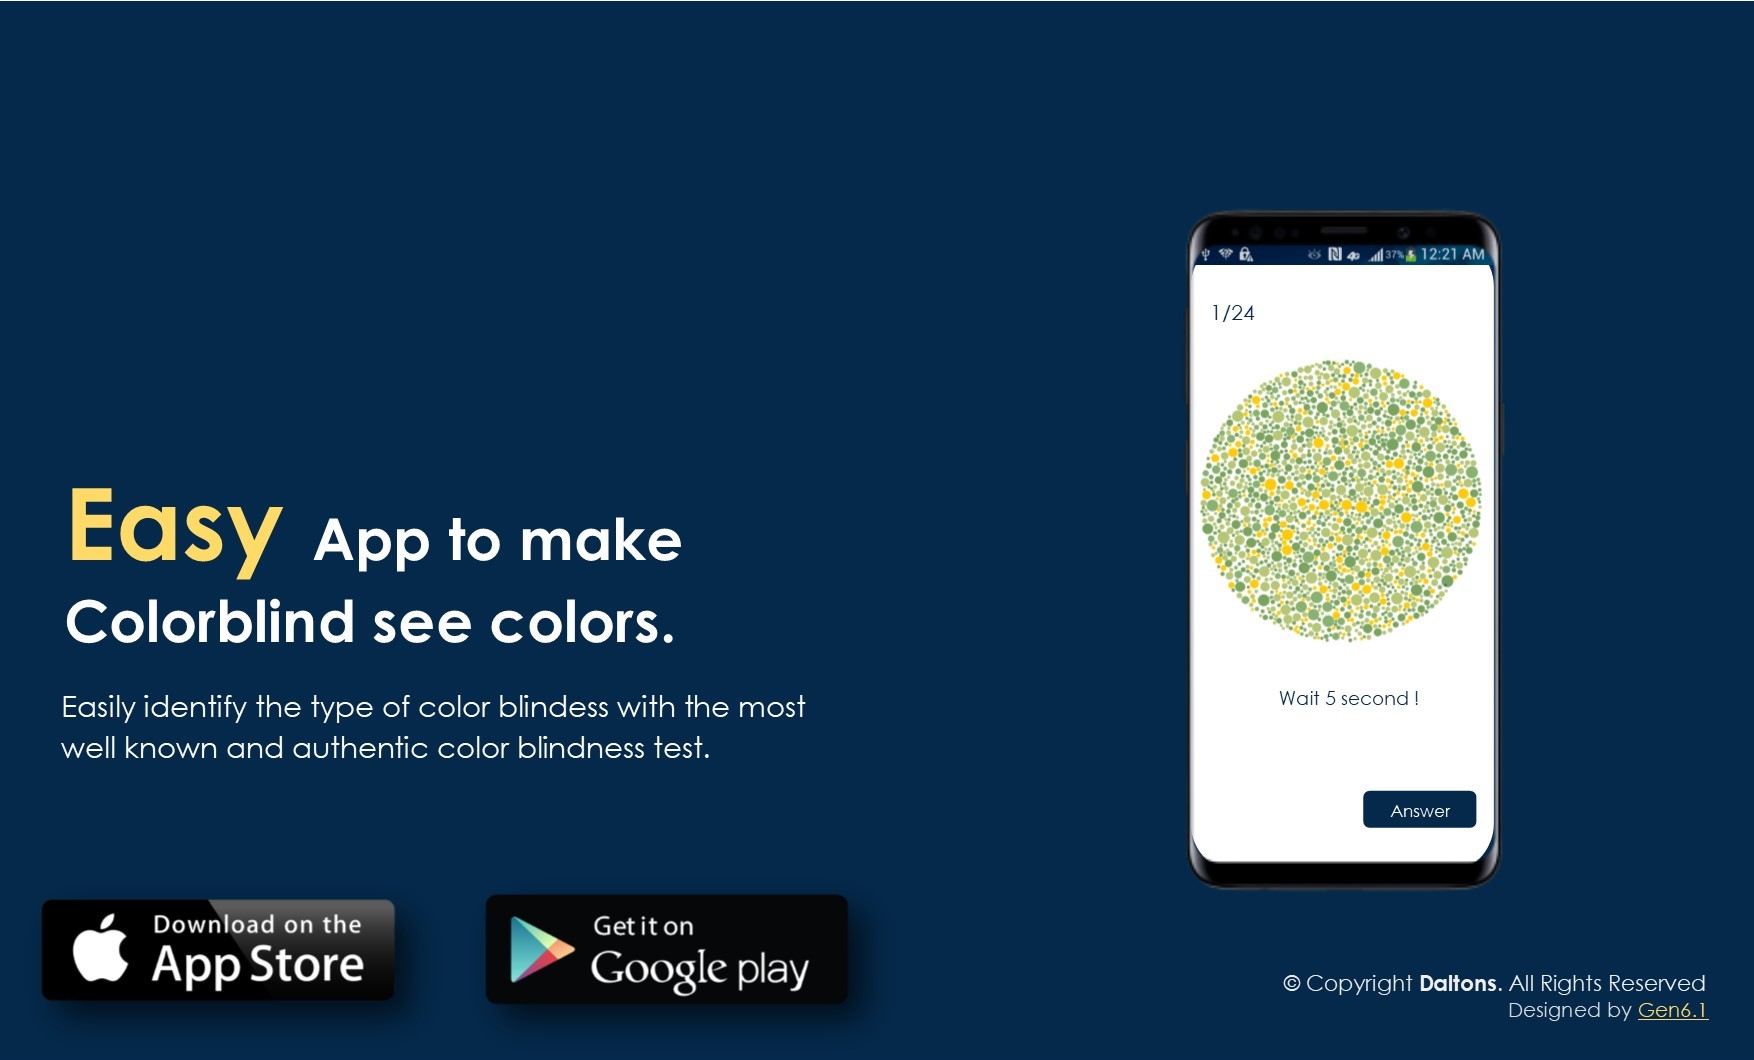 Easy App to make
Colorblind see colors.
Easily identify the type of color blindess with the most
well known and authentic color blindness test.
Download on the
App Store
Get it on
Google play
37% 12:21 AM
1/24
Wait 5 second !
Answer
© Copyright Daltons. All Rights Reserved
Designed by Gen6.1